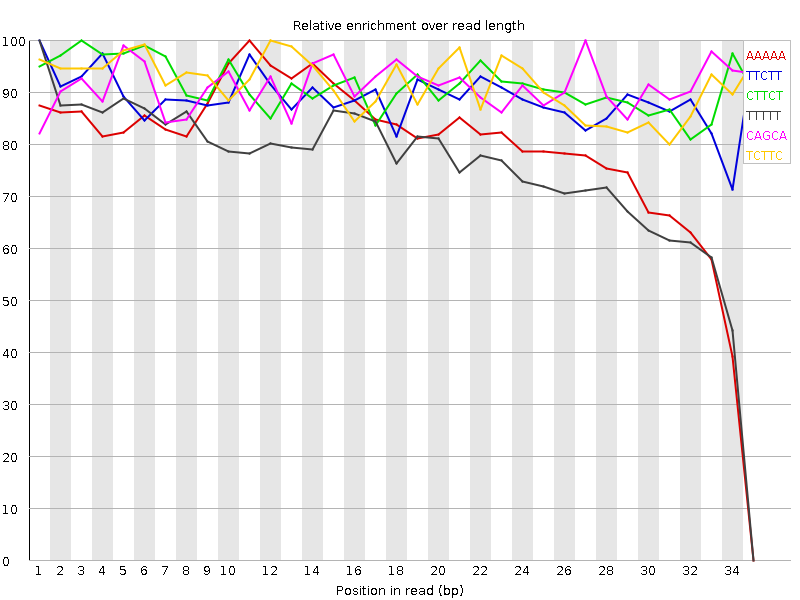 Relative enrichment over read length
100
90
80
70
60
50
40
30
20
10
0
AAAAA
TTCTT
CTTCT
TTTTT
CAGCA
TCTTC
1 2 3 4 5 6 7 8 9 10 12 14 16 18 20 22 24 26 28 30 32 34
Position in read (bp)